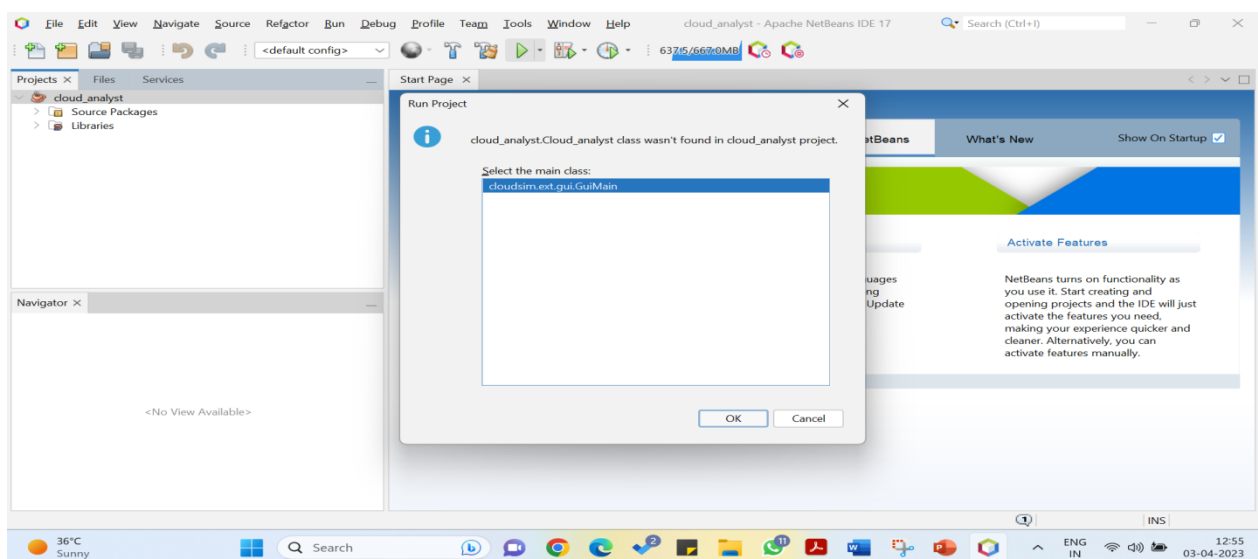 File Edit View Navigate Source Refactor Run Debug Profile Team Tools Window Help cloud_analyst - Apache NetBeans IDE 17 Search (Ctrl+I)
<default config> 637.5/667.0MB
Projects Files Services
Start Page
cloud_analyst
Source Packages
Libraries
Run Project
cloud_analyst.Cloud_analyst class wasn't found in cloud_analyst project.
Select the main class:
cloudsim.ext.gui.GuiMain
OK Cancel
etBeans What's New Show On Startup
Activate Features
uages
ng
Update
NetBeans turns on functionality as
you use it. Start creating and
opening projects and the IDE will just
activate the features you need,
making your experience quicker and
cleaner. Alternatively, you can
activate features manually.
Navigator
<No View Available>
1 INS
36°C
Sunny
Search
2
11
ENG
IN
12:55
03-04-2023